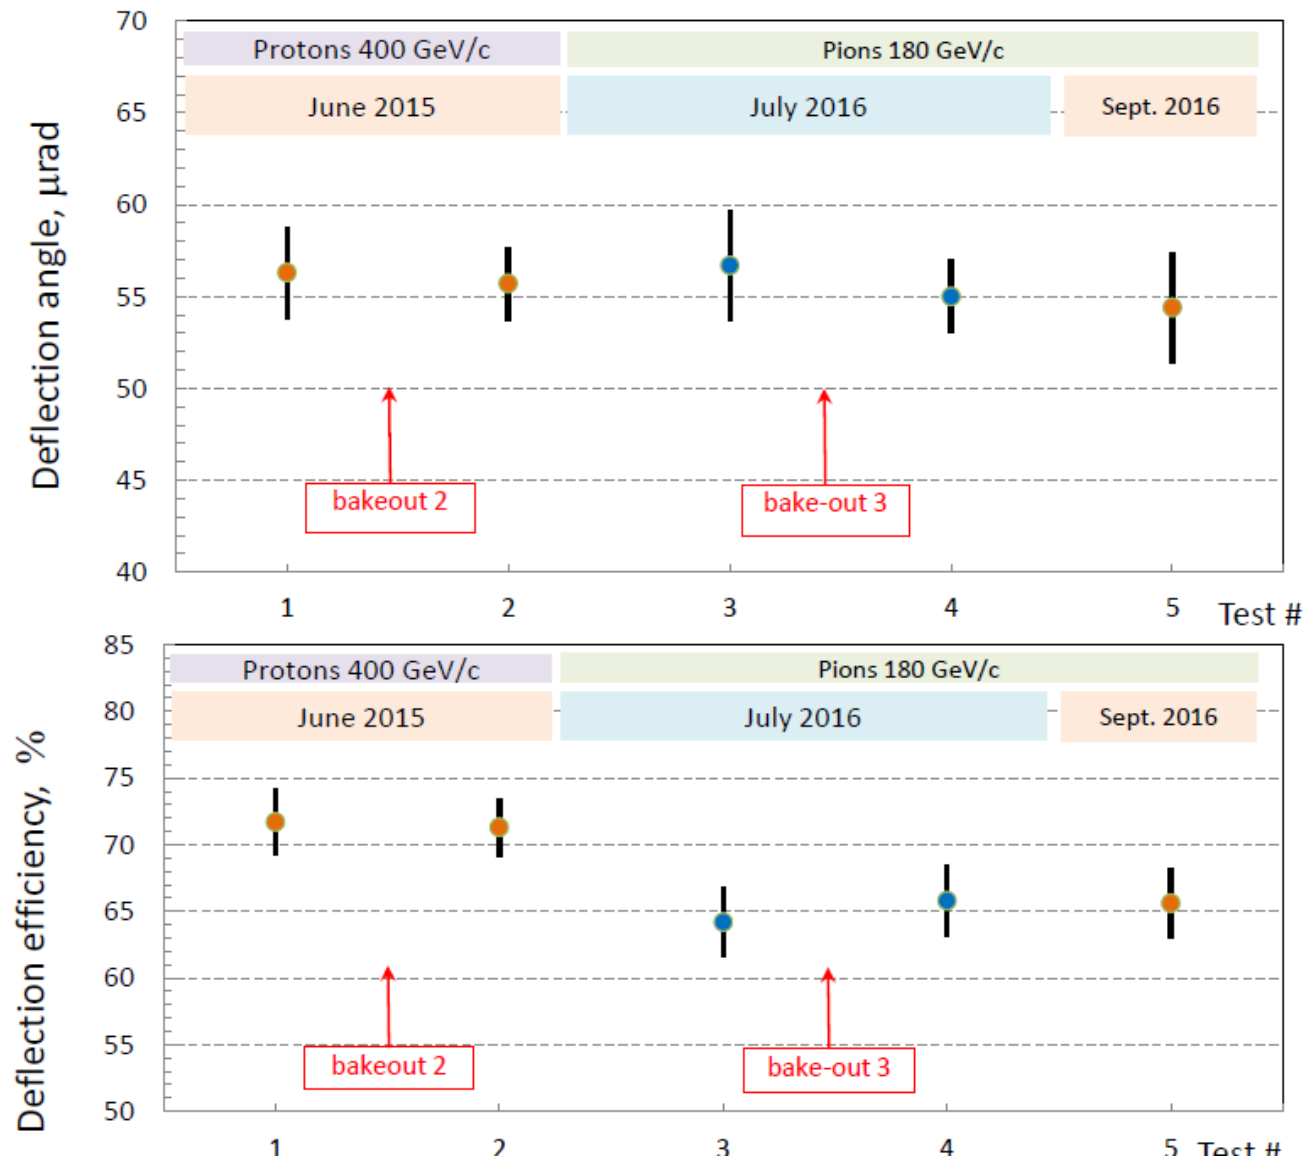 70
Protons 400 GeV/c
Pions 180 GeV/c
65
June 2015
July 2016
Sept. 2016
Deflection angle, µrad
60
55
50
45
bakeout 2
bake-out 3
40
1 2 3 4 5 Test #
85
Protons 400 GeV/c
Pions 180 GeV/c
80
June 2015
July 2016
Sept. 2016
Deflection efficiency, %
75
70
65
60
55
bakeout 2
bake-out 3
50
1 2 3 4 5 Test #